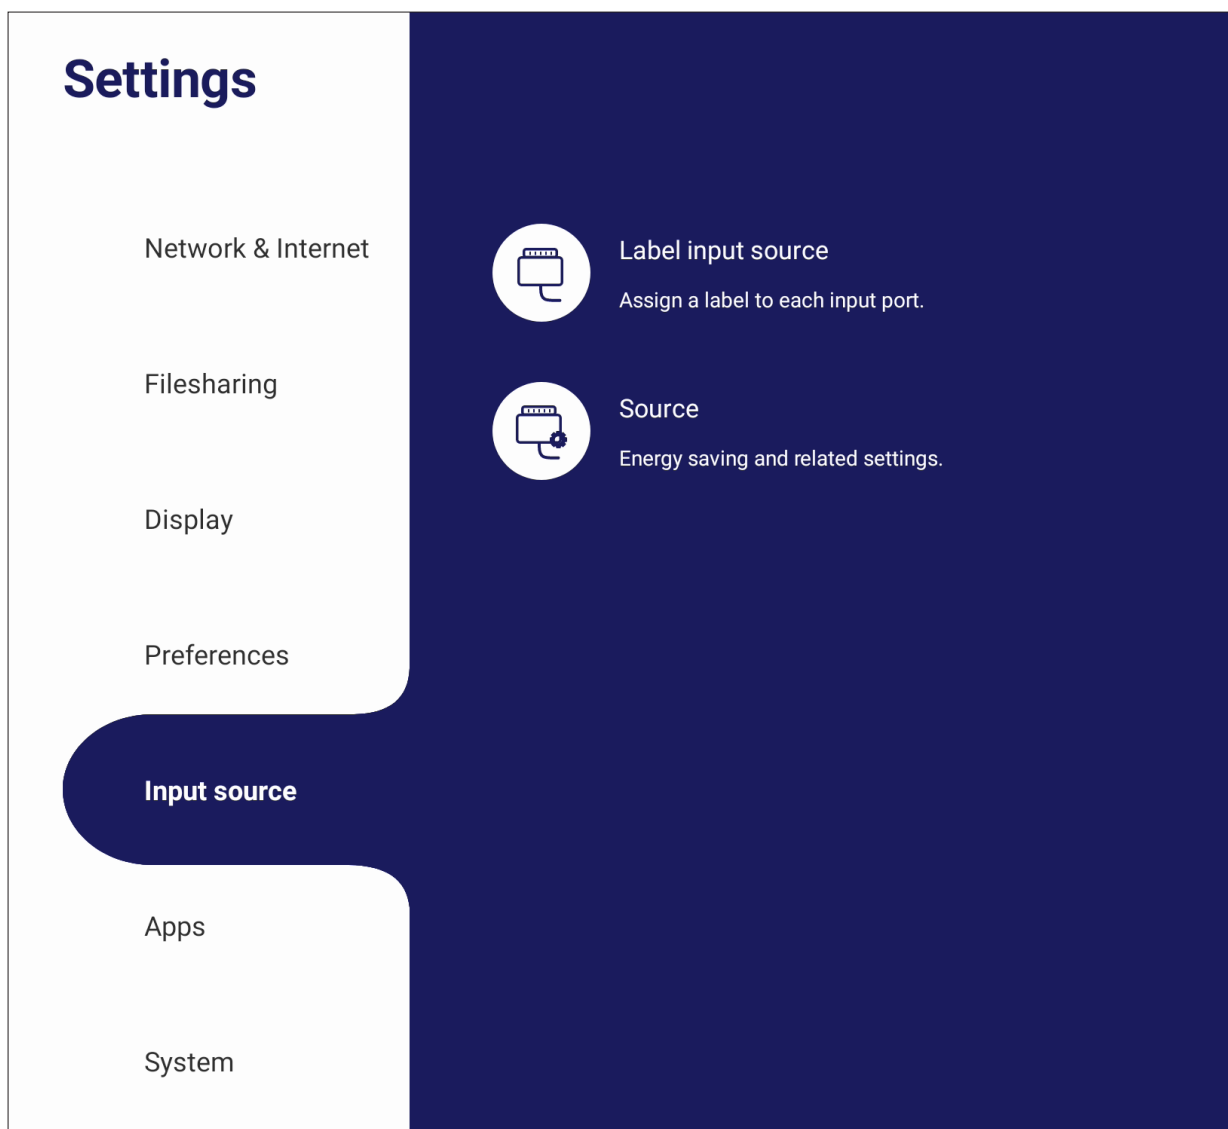 Settings
Network & Internet
Filesharing
Display
Preferences
Input source
Apps
System
Label input source
Assign a label to each input port.
Source
Energy saving and related settings.